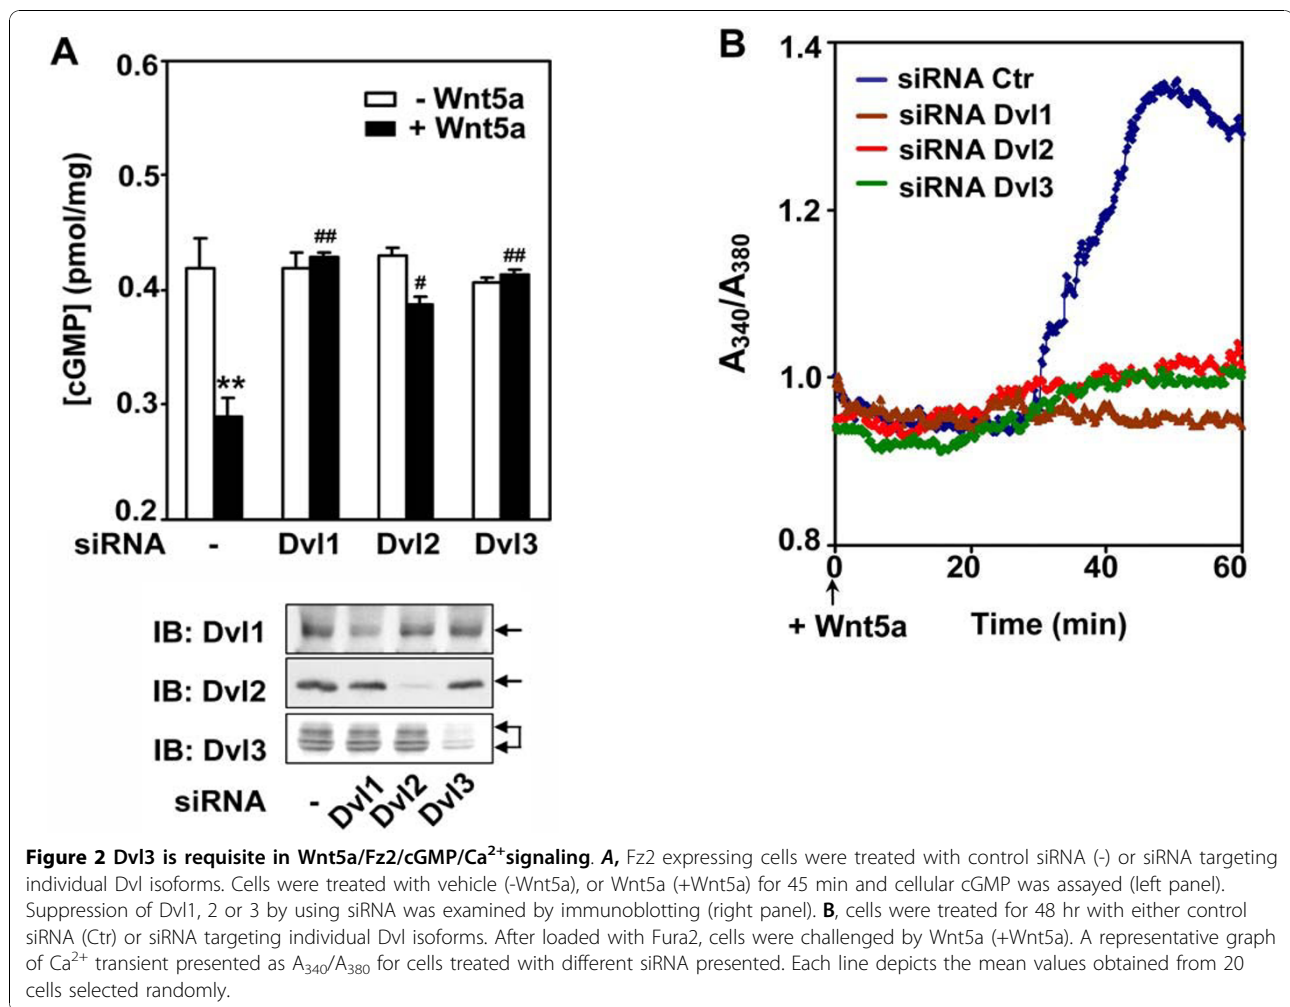 A
0.6
0.5
0.4
0.3
0.2
[cGMP] (pmol/mg)
- Wnt5a
+ Wnt5a
**
##
#
##
siRNA - Dvl1 Dvl2 Dvl3
IB: Dvl1
IB: Dvl2
IB: Dvl3
siRNA - Dvl1 Dvl2 Dvl3
B
1.4
1.2
1.0
0.8
A340/A380
siRNA Ctr
siRNA Dvl1
siRNA Dvl2
siRNA Dvl3
0 20 40 60
+ Wnt5a
Time (min)
Figure 2 Dvl3 is requisite in Wnt5a/Fz2/cGMP/Ca2+signaling. A, Fz2 expressing cells were treated with control siRNA (-) or siRNA targeting
individual Dvl isoforms. Cells were treated with vehicle (-Wnt5a), or Wnt5a (+Wnt5a) for 45 min and cellular cGMP was assayed (left panel).
Suppression of Dvl1, 2 or 3 by using siRNA was examined by immunoblotting (right panel). B, cells were treated for 48 hr with either control
siRNA (Ctr) or siRNA targeting individual Dvl isoforms. After loaded with Fura2, cells were challenged by Wnt5a (+Wnt5a). A representative graph
of Ca2+ transient presented as A340/A380 for cells treated with different siRNA presented. Each line depicts the mean values obtained from 20
cells selected randomly.